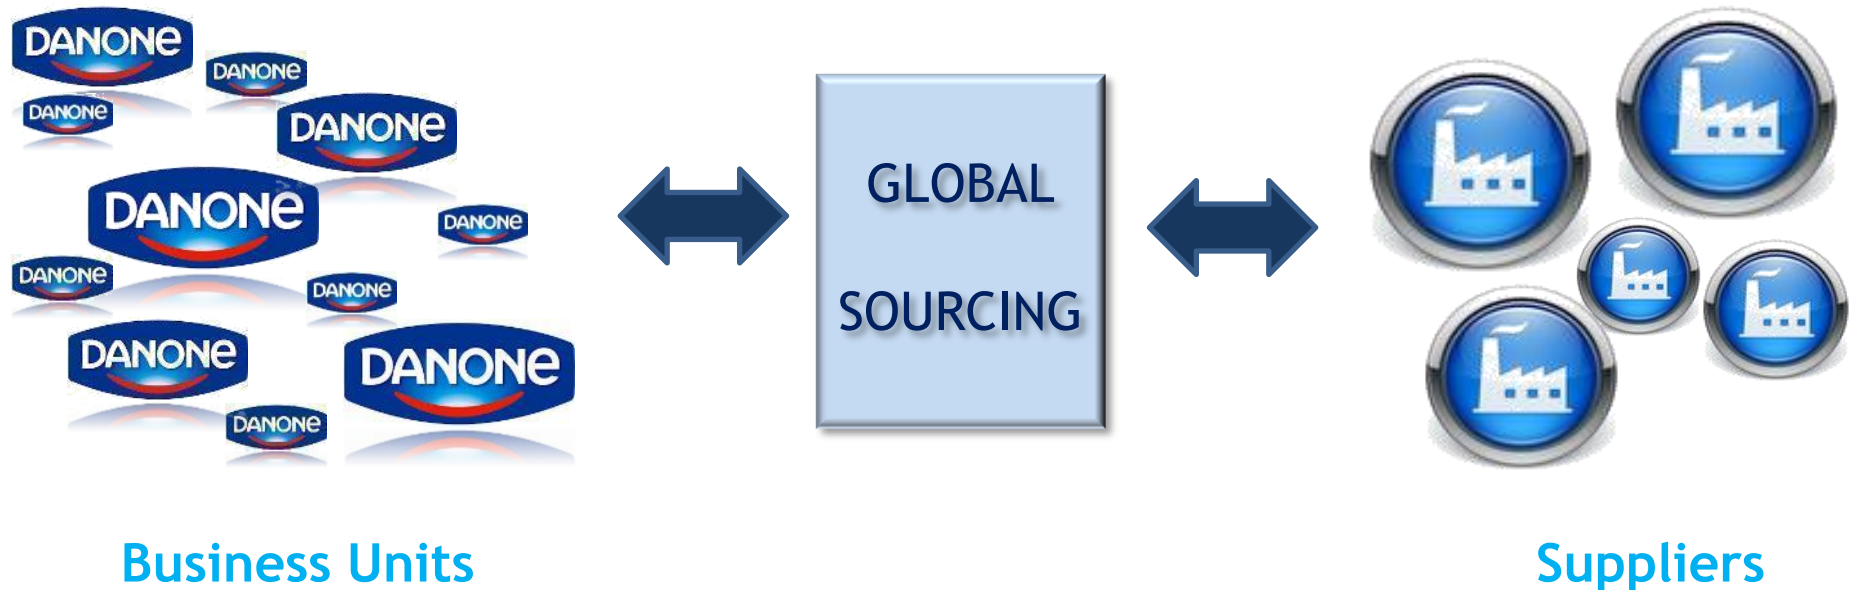 DANONE
DANONE
DANONE
DANONE
DANONE
DANONE
DANONE
DANONE
DANONE
DANONE
DANONE
GLOBAL
SOURCING
Business Units
Suppliers